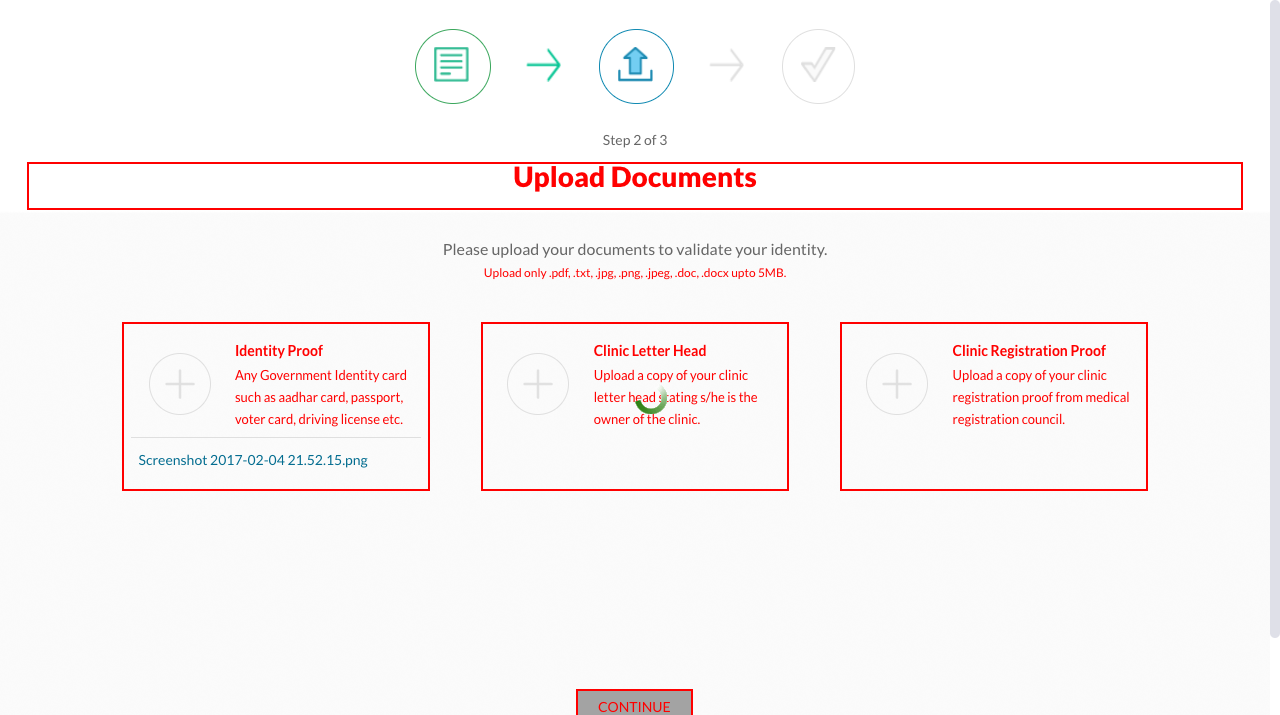 Step 2 of 3
Upload Documents
Please upload your documents to validate your identity.
Upload only .pdf, .txt, .jpg, .png, .jpeg, .doc, .docx upto 5MB.
Identity Proof
Any Government Identity card
such as aadhar card, passport,
voter card, driving license etc.
Screenshot 2017-02-04 21.52.15.png
Clinic Letter Head
Upload a copy of your clinic
letter head stating s/he is the
owner of the clinic.
Clinic Registration Proof
Upload a copy of your clinic
registration proof from medical
registration council.
CONTINUE